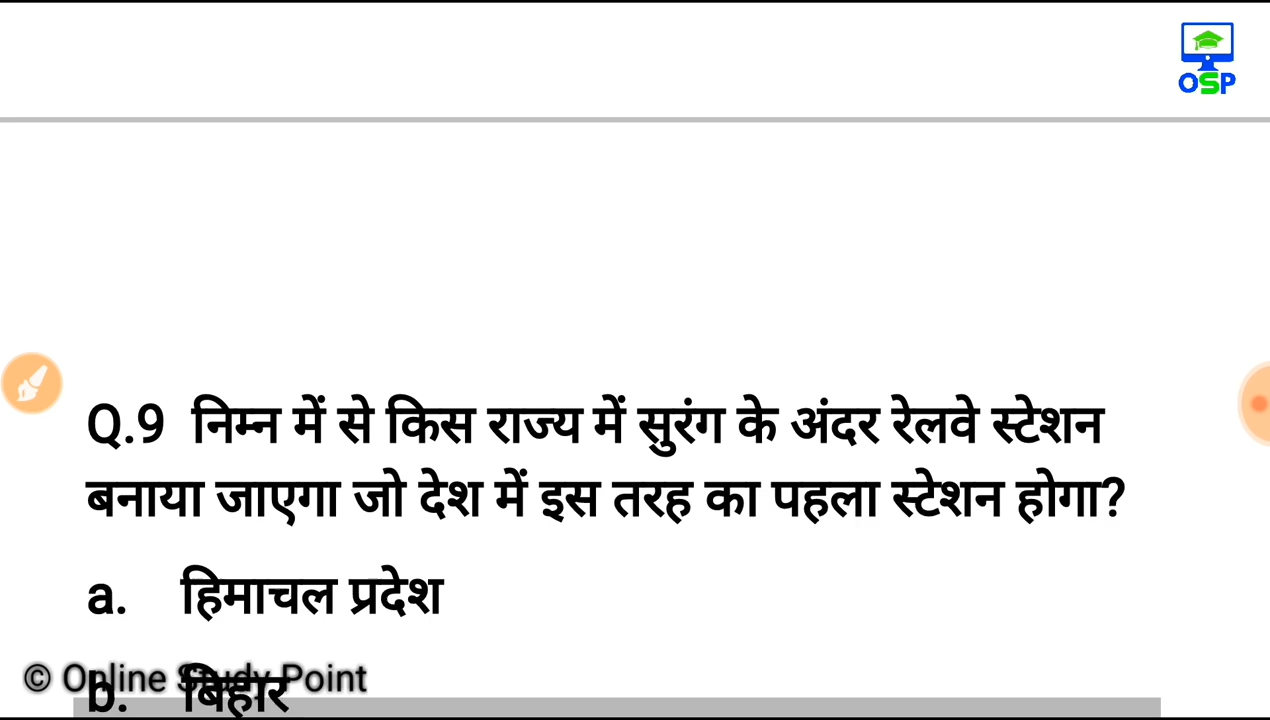 OSP
Q.9 निम्न में से किस राज्य में सुरंग के अंदर रेलवे स्टेशन
बनाया जाएगा जो देश में इस तरह का पहला स्टेशन होगा?
a. हिमाचल प्रदेश
b. बिहार
© Online Study Point